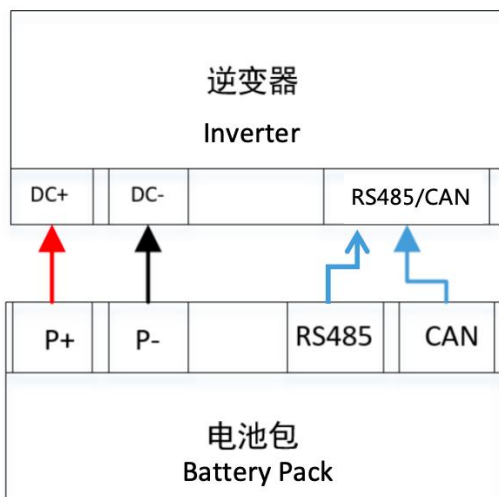 逆变器
Inverter
DC+ DC- RS485/CAN
P+ P- RS485 CAN
电池包
Battery Pack